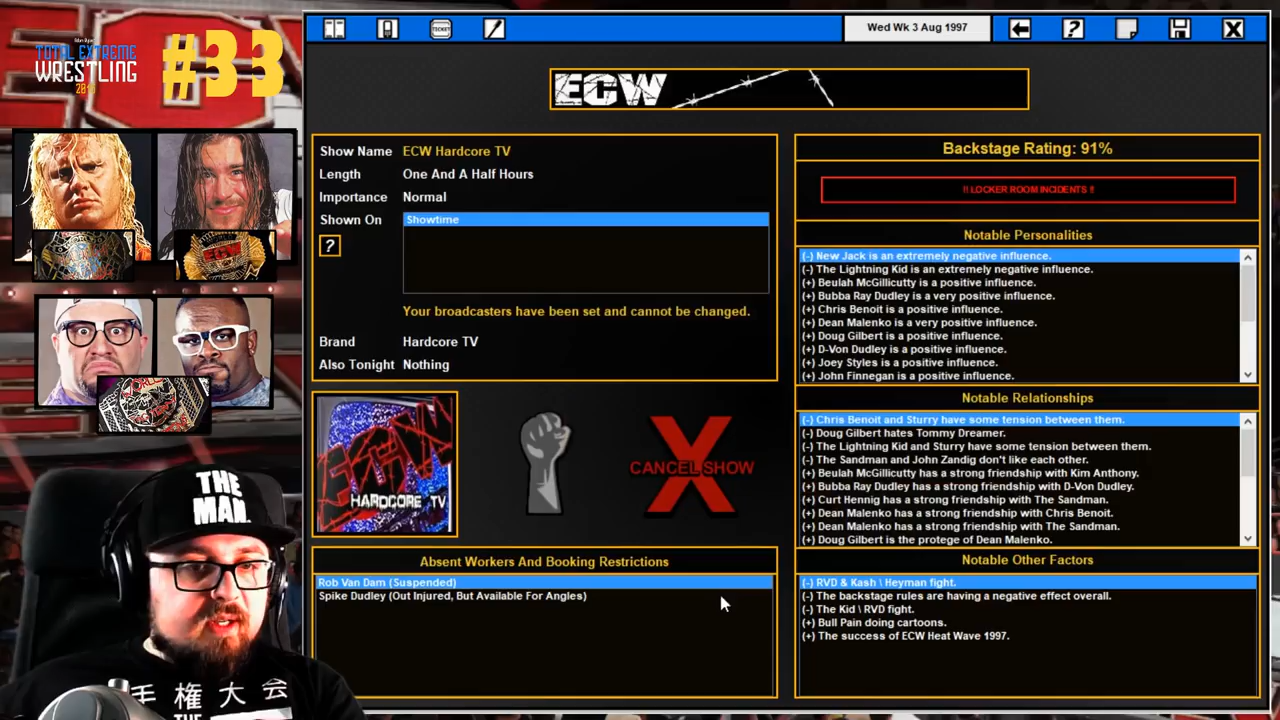 Wed Wk 3 Aug 1997
TOTAL EXTREME
WRESTLING
#33
ECW
Show Name ECW Hardcore TV
Length One And A Half Hours
Importance Normal
Shown On Showtime
?
Your broadcasters have been set and cannot be changed.
Brand Hardcore TV
Also Tonight Nothing
HARDCORE TV
CANCEL SHOW
Absent Workers And Booking Restrictions
Rob Van Dam (Suspended)
Spike Dudley (Out Injured, But Available For Angles)
Backstage Rating: 91%
!! LOCKER ROOM INCIDENTS !!
Notable Personalities
(-) New Jack is an extremely negative influence.
(-) The Lightning Kid is an extremely negative influence.
(+) Beulah McGillicutty is a positive influence.
(+) Bubba Ray Dudley is a very positive influence.
(+) Chris Benoit is a positive influence.
(+) Dean Malenko is a very positive influence.
(+) Doug Gilbert is a positive influence.
(+) D-Von Dudley is a positive influence.
(+) Joey Styles is a positive influence.
(+) John Finnegan is a positive influence.
Notable Relationships
(-) Chris Benoit and Sturry have some tension between them.
(-) Doug Gilbert hates Tommy Dreamer.
(-) The Lightning Kid and Sturry have some tension between them.
(-) The Sandman and John Zandig don't like each other.
(+) Beulah McGillicutty has a strong friendship with Kim Anthony.
(+) Bubba Ray Dudley has a strong friendship with D-Von Dudley.
(+) Curt Hennig has a strong friendship with The Sandman.
(+) Dean Malenko has a strong friendship with Chris Benoit.
(+) Dean Malenko has a strong friendship with The Sandman.
(+) Doug Gilbert is the protege of Dean Malenko.
Notable Other Factors
(-) RVD & Kash \ Heyman fight.
(-) The backstage rules are having a negative effect overall.
(-) The Kid \ RVD fight.
(+) Bull Pain doing cartoons.
(+) The success of ECW Heat Wave 1997.
THE
MAN.
手権大会
THE